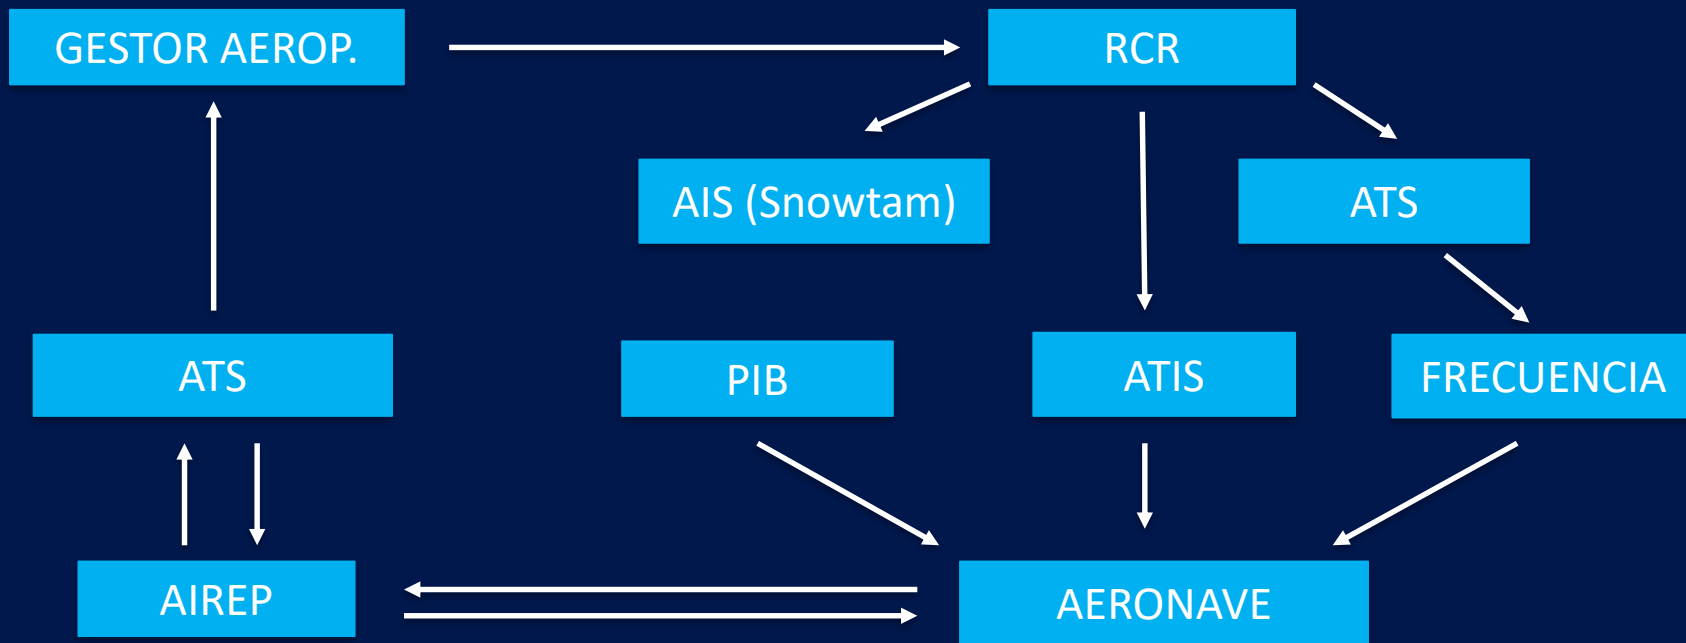 GESTOR AEROP.
RCR
AIS (Snowtam)
ATS
ATS
PIB
ATIS
FRECUENCIA
AIREP
AERONAVE